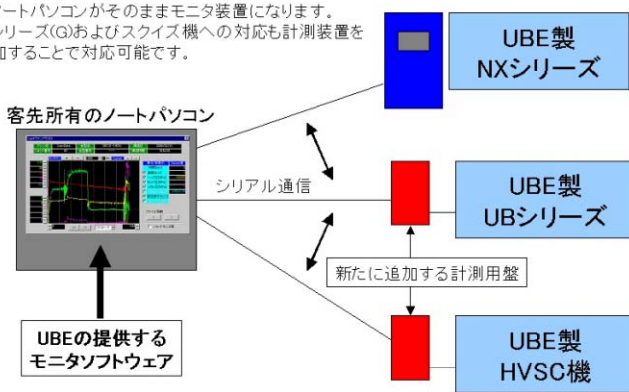 ートパソコンがそのままモニタ装置になります。
シリーズ(G)およびスクイズ機への対応も計測装置を
加することで対応可能です。
UBE製
NXシリーズ
客先所有のノートパソコン
シリアル通信
UBE製
UBシリーズ
新たに追加する計測用盤
UBEの提供する
モニタソフトウェア
UBE製
HVSC機